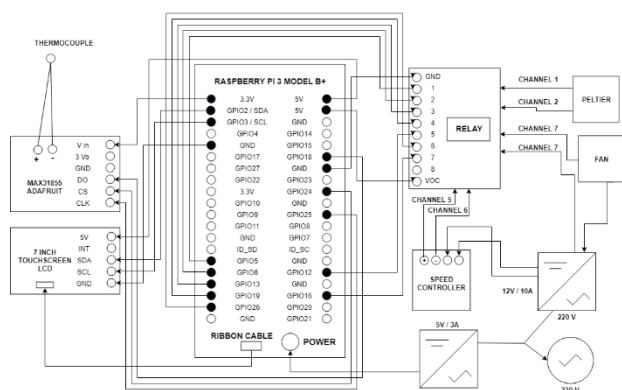 THERMOCOUPLE
+ -
MAX31855
ADAFRUIT
V in
3 Vo
GND
DO
CS
CLK
7 INCH
TOUCHSCREEN
LCD
5V
INT
SDA
SCL
GND
RASPBERRY PI 3 MODEL B+
3.3V 5V
GPIO2 / SDA 5V
GPIO3 / SCL GND
GPIO4 GPIO14
GND GPIO15
GPIO17 GPIO18
GPIO27 GND
GPIO22 GPIO23
3.3V GPIO24
GPIO10 GND
GPIO9 GPIO25
GPIO11 GPIO8
GND GPIO7
ID_SD ID_SC
GPIO5 GND
GPIO6 GPIO12
GPIO13 GND
GPIO19 GPIO16
GPIO26 GPIO20
GND GPIO21
RIBBON CABLE
POWER
GND
1
2
3
4
5
6
7
8
VOC
RELAY
CHANNEL 1
CHANNEL 2
CHANNEL 7
CHANNEL 7
PELTIER
FAN
CHANNEL 5
CHANNEL 6
+ -
SPEED
CONTROLLER
12V / 10A
220 V
5V / 3A
220 V